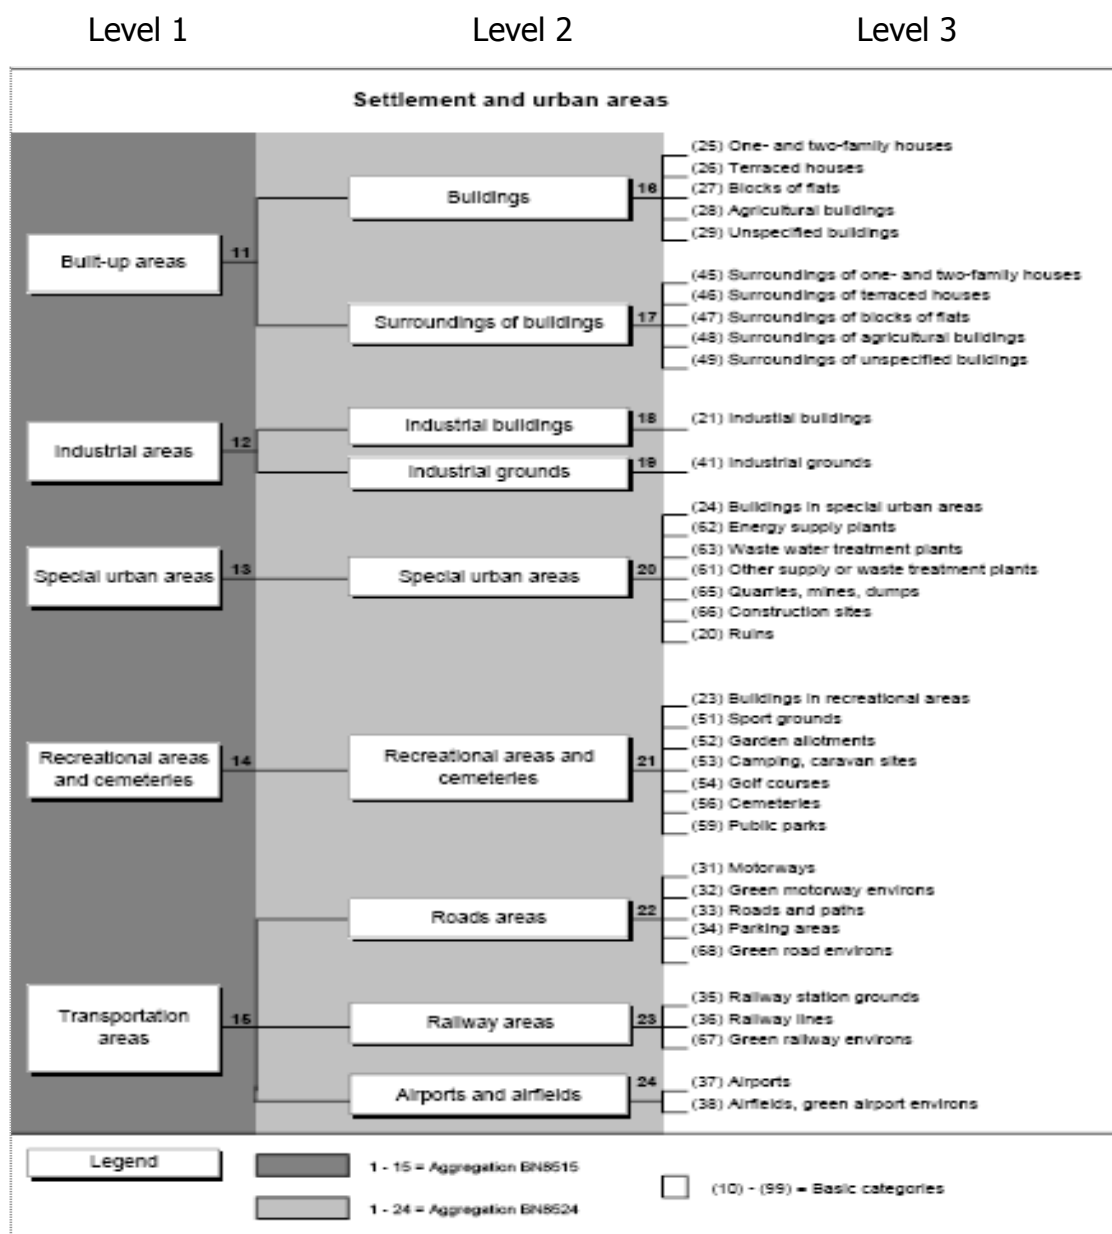 Level 1 Level 2 Level 3
Settlement and urban areas
Built-up areas
11
Buildings
16
(25) One- and two-family houses
(26) Terraced houses
(27) Blocks of flats
(28) Agricultural buildings
(29) Unspecified buildings
Surroundings of buildings
17
(45) Surroundings of one- and two-family houses
(46) Surroundings of terraced houses
(47) Surroundings of blocks of flats
(48) Surroundings of agricultural buildings
(49) Surroundings of unspecified buildings
Industrial areas
12
Industrial buildings
18
(21) Industial buildings
Industrial grounds
19
(41) Industrial grounds
Special urban areas
13
Special urban areas
20
(24) Buildings in special urban areas
(62) Energy supply plants
(63) Waste water treatment plants
(61) Other supply or waste treatment plants
(65) Quarries, mines, dumps
(66) Construction sites
(20) Ruins
Recreational areas
and cemeteries
14
Recreational areas and
cemeteries
21
(23) Buildings in recreational areas
(51) Sport grounds
(52) Garden allotments
(53) Camping, caravan sites
(54) Golf courses
(56) Cemeteries
(59) Public parks
Transportation
areas
15
Roads areas
22
(31) Motorways
(32) Green motorway environs
(33) Roads and paths
(34) Parking areas
(68) Green road environs
Railway areas
23
(35) Railway station grounds
(36) Railway lines
(67) Green railway environs
Airports and airfields
24
(37) Airports
(38) Airfields, green airport environs
Legend
1 - 15 = Aggregation BN8515
1 - 24 = Aggregation BN8524
(10) - (99) = Basic categories